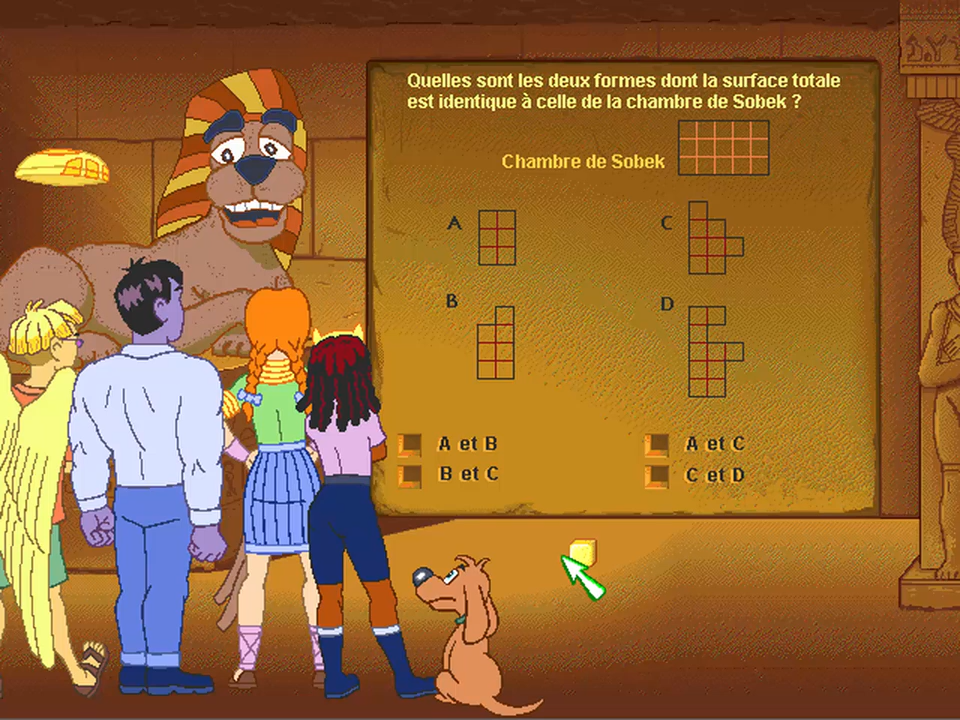 Quelles sont les deux formes dont la surface totale
est identique à celle de la chambre de Sobek ?
Chambre de Sobek
A
C
B
D
A et B
A et C
B et C
C et D